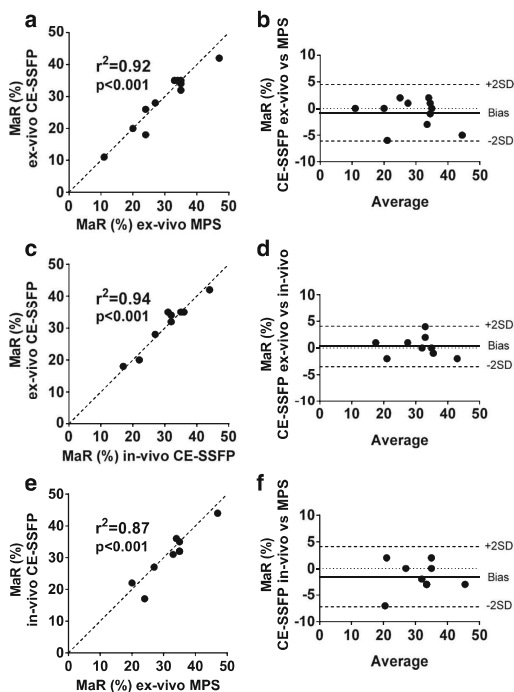 a
MaR (%)
ex-vivo CE-SSFP
50
40
30
20
10
0
r²=0.92
p<0.001
0 10 20 30 40 50
MaR (%) ex-vivo MPS
b
MaR (%)
CE-SSFP ex-vivo vs MPS
10
5
0
-5
-10
+2SD
Bias
-2SD
0 10 20 30 40 50
Average
c
MaR (%)
ex-vivo CE-SSFP
50
40
30
20
10
0
r²=0.94
p<0.001
0 10 20 30 40 50
MaR (%) in-vivo CE-SSFP
d
MaR (%)
CE-SSFP ex-vivo vs in-vivo
10
5
0
-5
-10
+2SD
Bias
-2SD
0 10 20 30 40 50
Average
e
MaR (%)
in-vivo CE-SSFP
50
40
30
20
10
0
r²=0.87
p<0.001
0 10 20 30 40 50
MaR (%) ex-vivo MPS
f
MaR (%)
CE-SSFP in-vivo vs MPS
10
5
0
-5
-10
+2SD
Bias
-2SD
0 10 20 30 40 50
Average